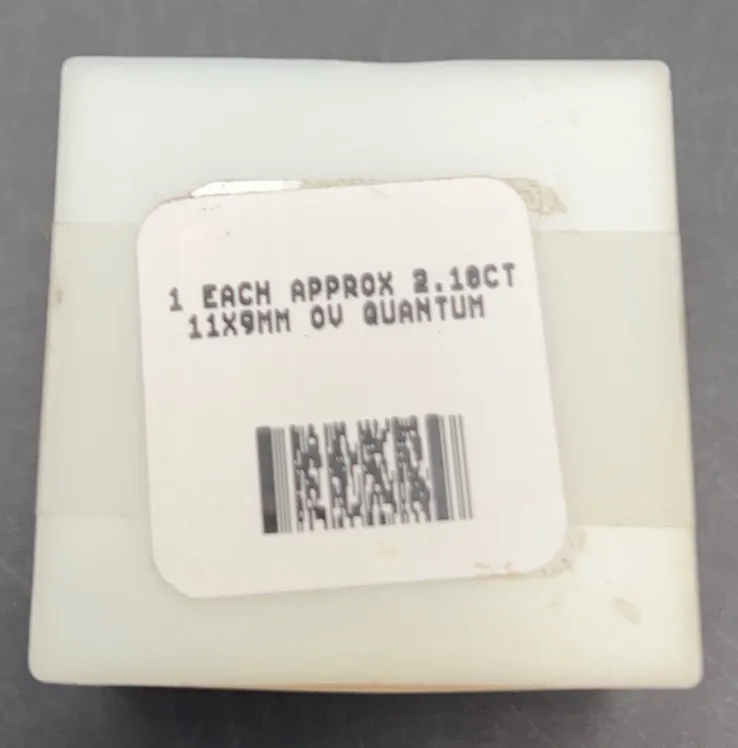 1 EACH APPROX 2.10CT
11X9MM OV QUANTUM